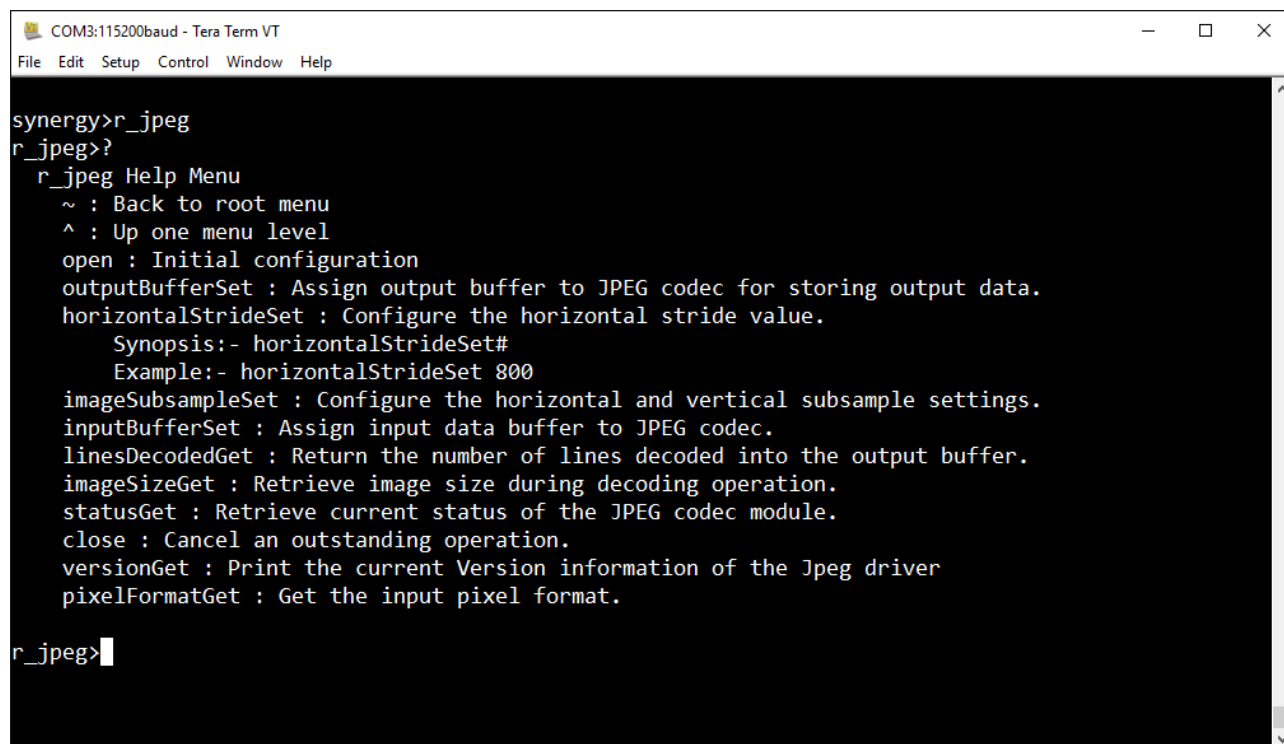 COM3:115200baud - Tera Term VT
File Edit Setup Control Window Help
synergy>r_jpeg
r_jpeg>?
  r_jpeg Help Menu
    ~ : Back to root menu
    ^ : Up one menu level
    open : Initial configuration
    outputBufferSet : Assign output buffer to JPEG codec for storing output data.
    horizontalStrideSet : Configure the horizontal stride value.
        Synopsis:- horizontalStrideSet#
        Example:- horizontalStrideSet 800
    imageSubsampleSet : Configure the horizontal and vertical subsample settings.
    inputBufferSet : Assign input data buffer to JPEG codec.
    linesDecodedGet : Return the number of lines decoded into the output buffer.
    imageSizeGet : Retrieve image size during decoding operation.
    statusGet : Retrieve current status of the JPEG codec module.
    close : Cancel an outstanding operation.
    versionGet : Print the current Version information of the Jpeg driver
    pixelFormatGet : Get the input pixel format.
r_jpeg>